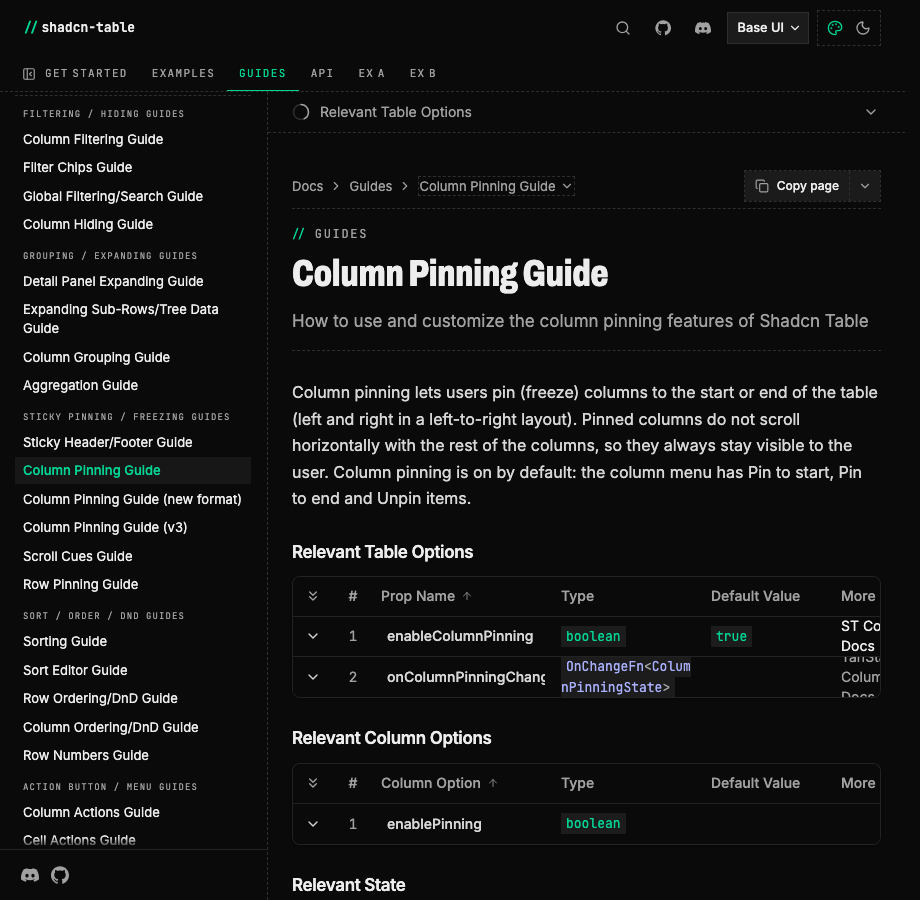 // shadcn-table
Base UI
GET STARTED
EXAMPLES
GUIDES
API
EX A
EX B
FILTERING / HIDING GUIDES
Column Filtering Guide
Filter Chips Guide
Global Filtering/Search Guide
Column Hiding Guide
GROUPING / EXPANDING GUIDES
Detail Panel Expanding Guide
Expanding Sub-Rows/Tree Data
Guide
Column Grouping Guide
Aggregation Guide
STICKY PINNING / FREEZING GUIDES
Sticky Header/Footer Guide
Column Pinning Guide
Column Pinning Guide (new format)
Column Pinning Guide (v3)
Scroll Cues Guide
Row Pinning Guide
SORT / ORDER / DND GUIDES
Sorting Guide
Sort Editor Guide
Row Ordering/DnD Guide
Column Ordering/DnD Guide
Row Numbers Guide
ACTION BUTTON / MENU GUIDES
Column Actions Guide
Cell Actions Guide
Relevant Table Options
Docs > Guides > Column Pinning Guide
Copy page
// GUIDES
Column Pinning Guide
How to use and customize the column pinning features of Shadcn Table
Column pinning lets users pin (freeze) columns to the start or end of the table
(left and right in a left-to-right layout). Pinned columns do not scroll
horizontally with the rest of the columns, so they always stay visible to the
user. Column pinning is on by default: the column menu has Pin to start, Pin
to end and Unpin items.
Relevant Table Options
# Prop Name ↑ Type Default Value More
1 enableColumnPinning boolean true ST Co
Docs
2 onColumnPinningChang OnChangeFn<Colum
nPinningState>
Colum
Docs
Relevant Column Options
# Column Option ↑ Type Default Value More
1 enablePinning boolean
Relevant State